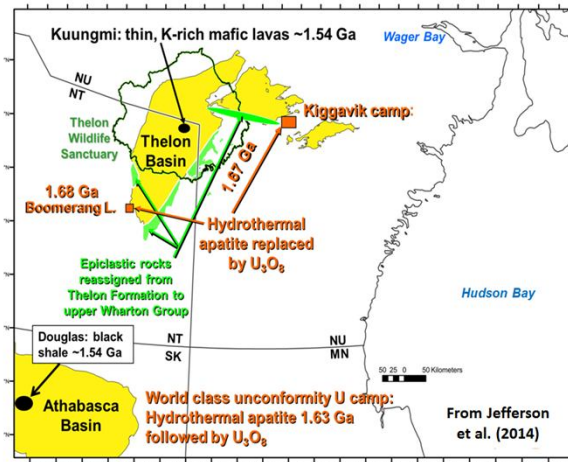 Kuungmi: thin, K-rich mafic lavas ~1.54 Ga
Wager Bay
NU
NT
Kiggavik camp:
Thelon
Wildlife
Sanctuary
Thelon
Basin
1.67 Ga
1.68 Ga
Boomerang L.
Hydrothermal
apatite replaced
by U3O8
Epiclastic rocks
reassigned from
Thelon Formation to
upper Wharton Group
Hudson Bay
Douglas: black
shale ~1.54 Ga
NT
SK
NU
MN
50 25 0 50 Kilometers
Athabasca
Basin
World class unconformity U camp:
Hydrothermal apatite 1.63 Ga
followed by U3O8
From Jefferson
et al. (2014)